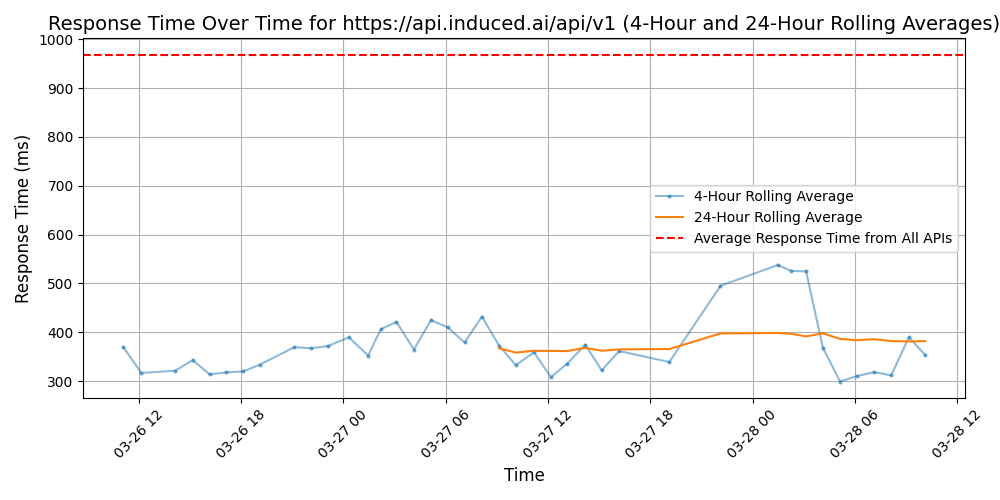 Response Time Over Time for https://api.induced.ai/api/v1 (4-Hour and 24-Hour Rolling Averages)
Response Time (ms)
1000
900
800
700
600
500
400
300
4-Hour Rolling Average
24-Hour Rolling Average
Average Response Time from All APIs
03-26 12
03-26 18
03-27 00
03-27 06
03-27 12
03-27 18
03-28 00
03-28 06
03-28 12
Time